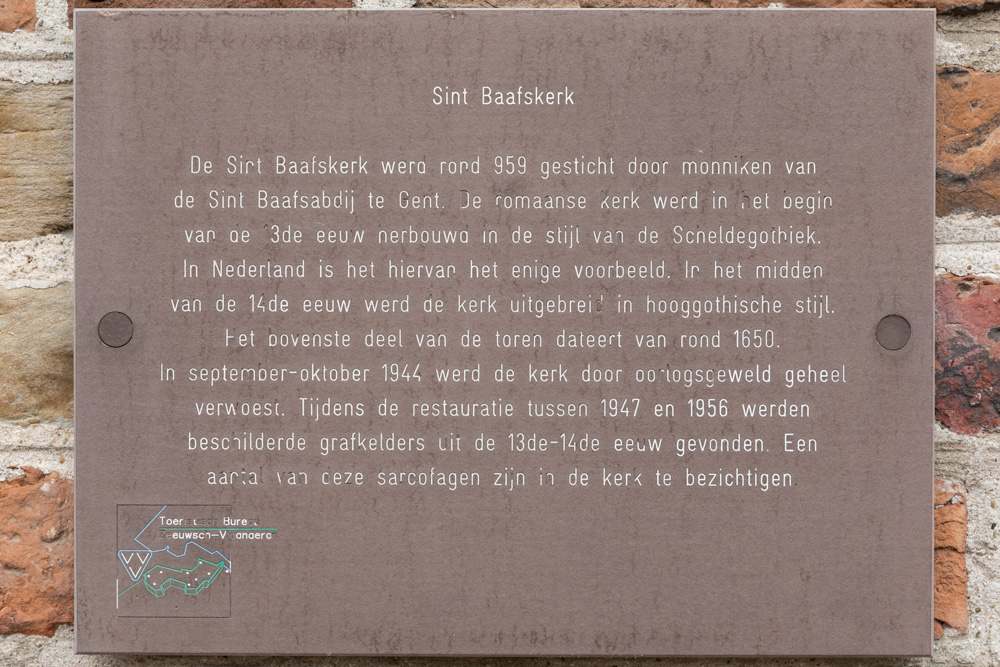 Sint Baafskerk
De Sint Baafskerk werd rond 959 gesticht door monniken van
de Sint Baafsabdij te Gent. De romaanse kerk werd in het begin
van de 13de eeuw herbouwd in de stijl van de Scheldegothiek.
In Nederland is het hiervan het enige voorbeeld. In het midden
van de 14de eeuw werd de kerk uitgebreid in hooggothische stijl.
Het bovenste deel van de toren dateert van rond 1650.
In september-oktober 1944 werd de kerk door oorlogsgeweld geheel
verwoest. Tijdens de restauratie tussen 1947 en 1956 werden
beschilderde grafkelders uit de 13de-14de eeuw gevonden. Een
aantal van deze sarcofagen zijn in de kerk te bezichtigen
Toeristisch Bureau
Zeeuwsch-Vlaanderen
VVV